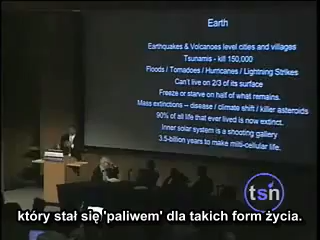 Earth
Earthquakes & Volcanoes level cities and villages
Tsunamis - kill 150,000
Floods / Tornadoes / Hurricanes / Lightning Strikes
Can't live on 2/3 of its surface
Freeze or starve on half of what remains.
Mass extinctions -- disease / climate shift / killer asteroids
90% of all life that ever lived is now extinct.
Inner solar system is a shooting gallery
3.5-billion years to make multi-cellular life.
tsn
który stał się 'paliwem' dla takich form życia.